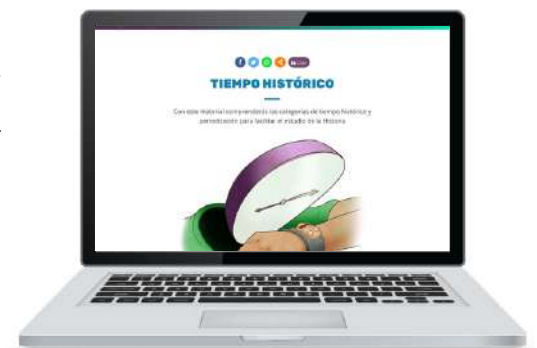 TIEMPO HISTÓRICO
Con este material comprenderás las categorías de tiempo histórico y
periodización para facilitar el estudio de la Historia